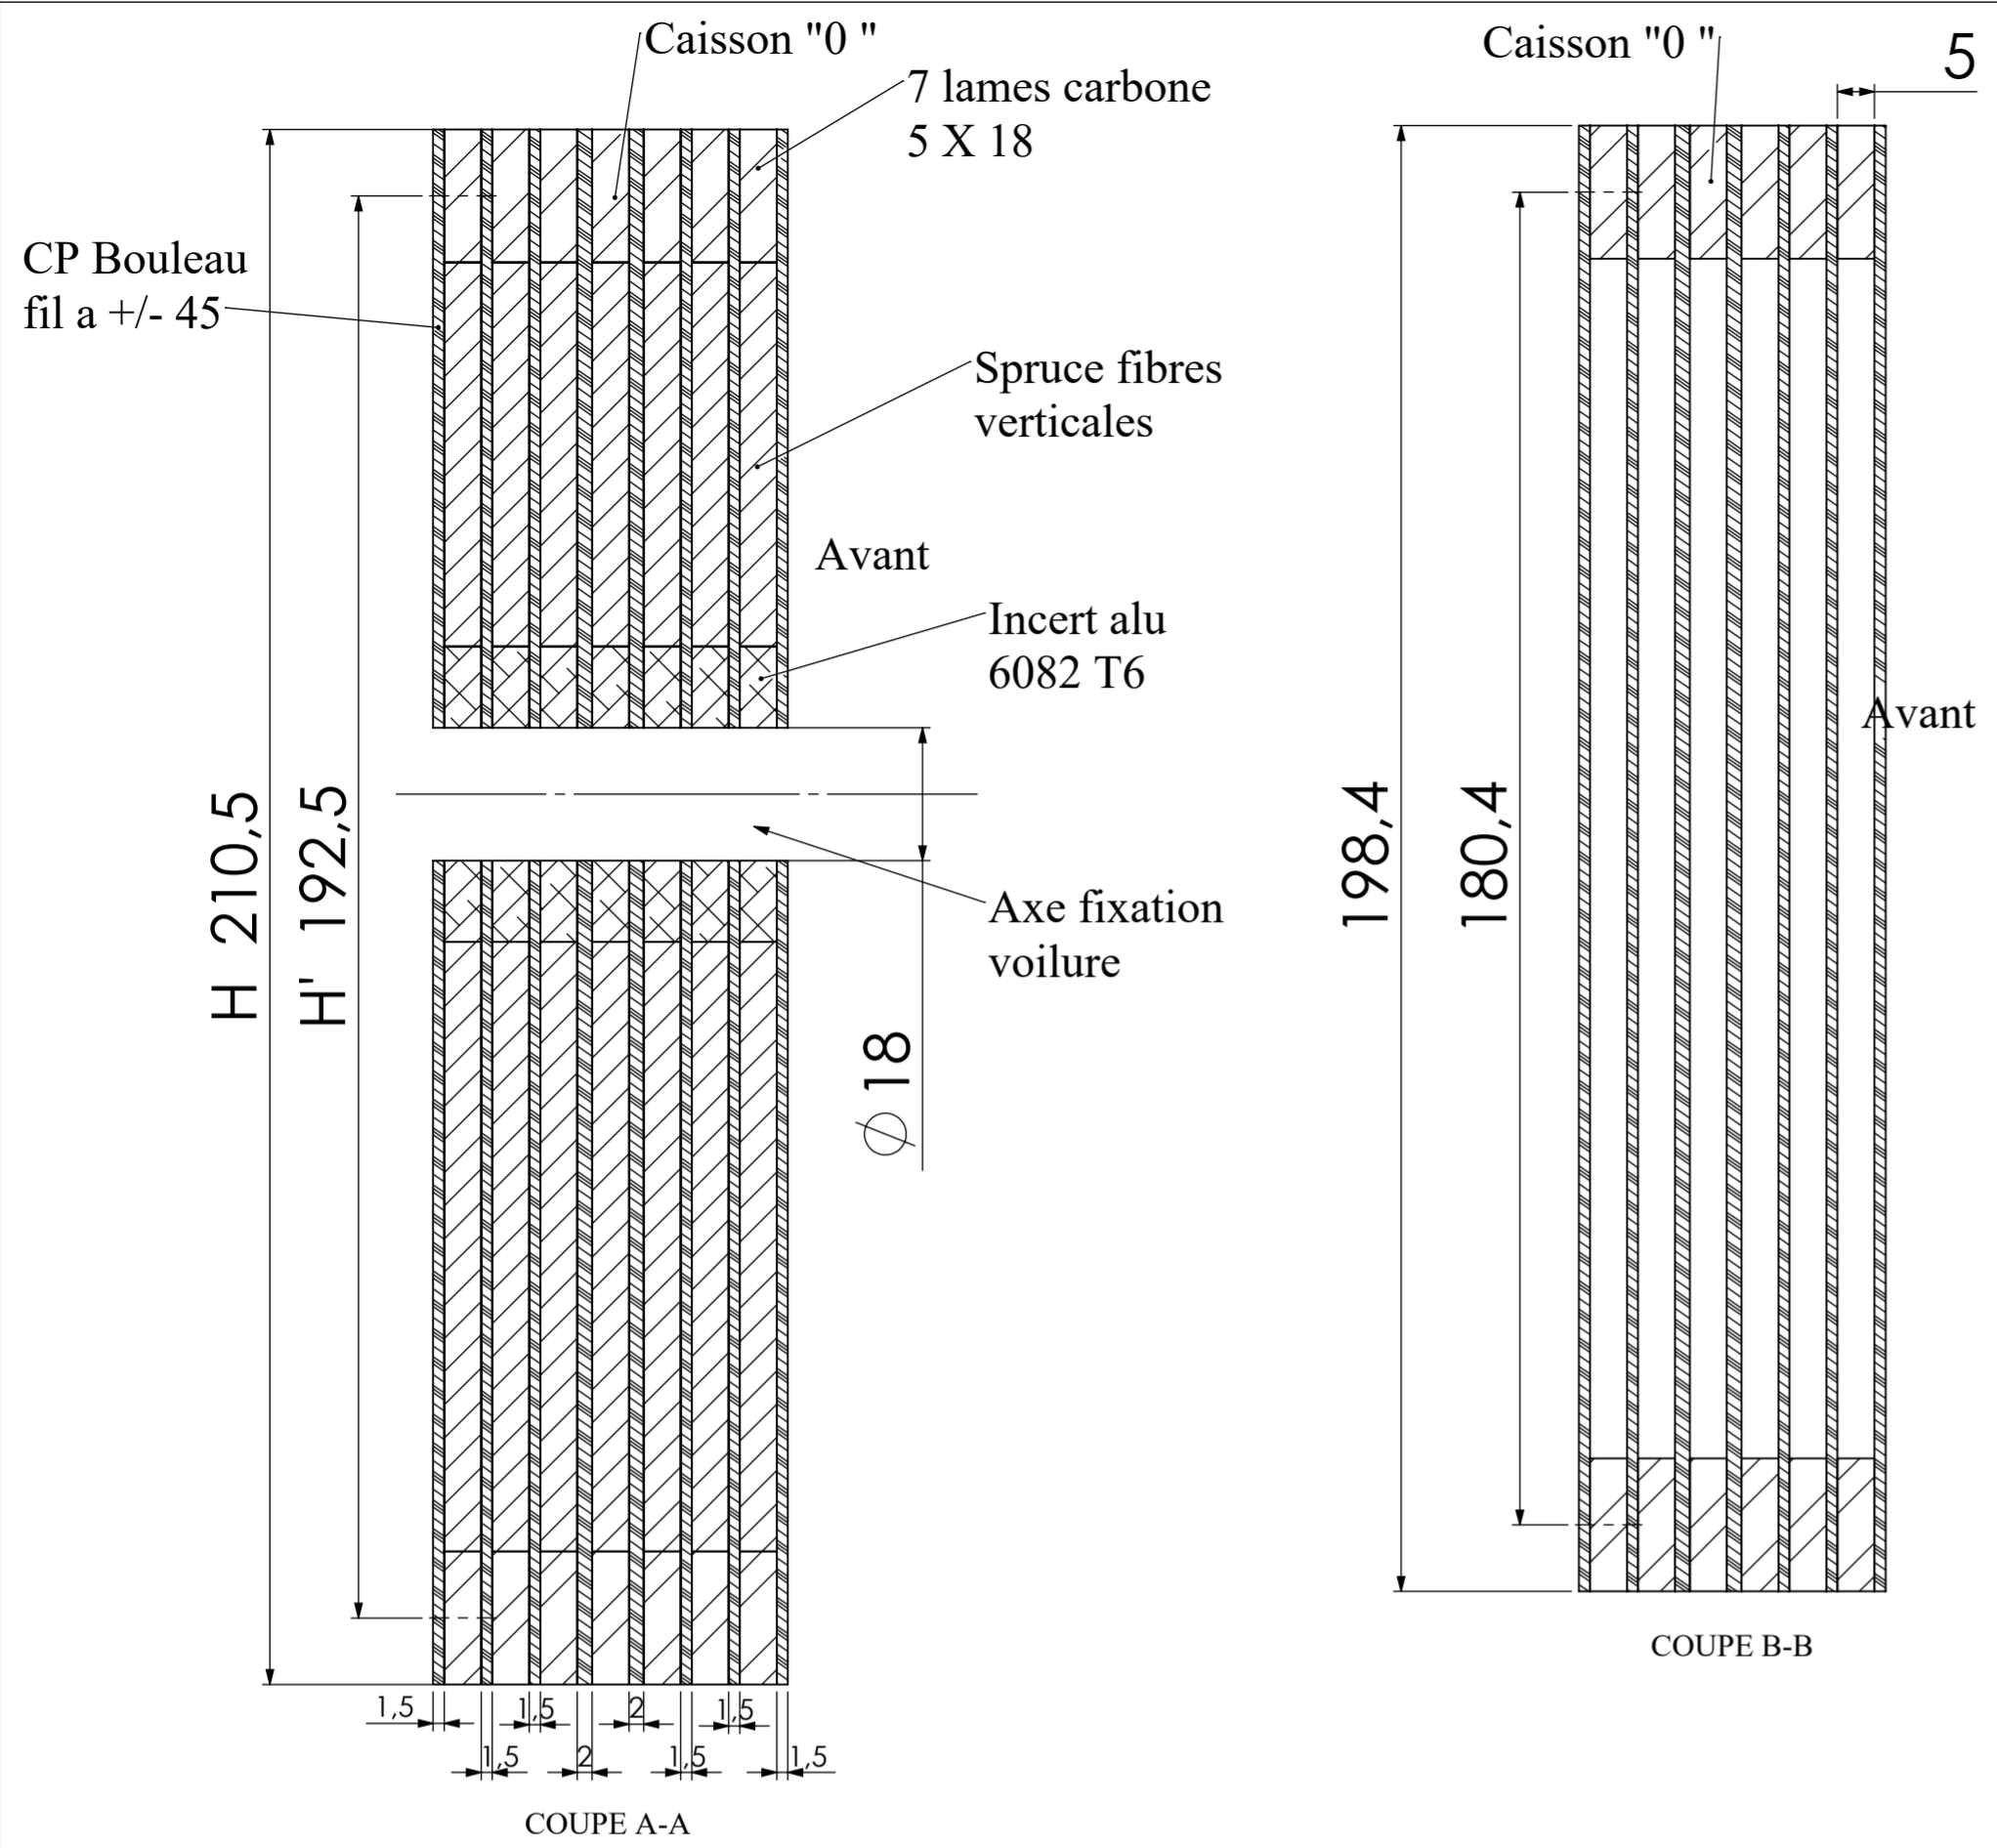 Caisson "0 "
7 lames carbone
5 X 18
CP Bouleau
fil a +/- 45
Spruce fibres
verticales
Avant
Incert alu
6082 T6
Axe fixation
voilure
H 210,5
H' 192,5
Ø 18
1,5
1,5
1,5
2
2
1,5
1,5
1,5
COUPE A-A
Caisson "0 "
5
198,4
180,4
Avant
COUPE B-B